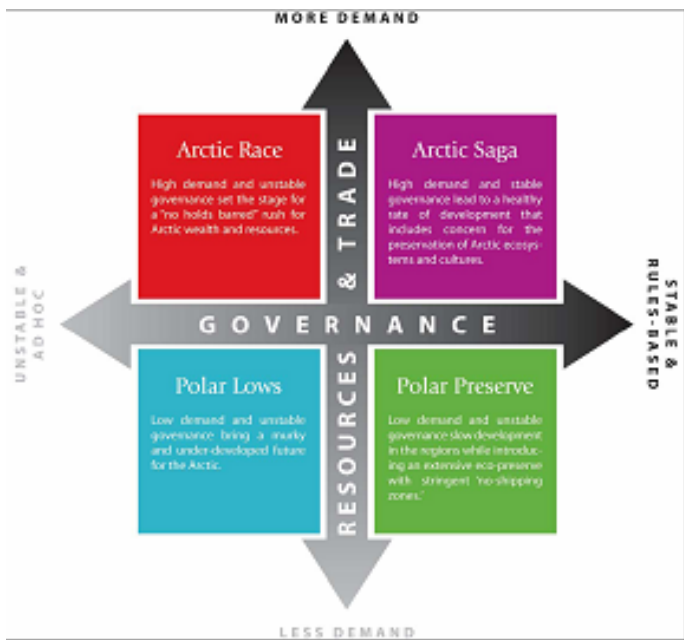 MORE DEMAND
Arctic Race
High demand and unstable
governance set the stage for
a "no holds barred" rush for
Arctic wealth and resources.
Arctic Saga
High demand and stable
governance lead to a healthy
rate of development that
includes concern for the
preservation of Arctic ecosys-
tems and cultures.
UNSTABLE &
AD HOC
GOVERNANCE
RESOURCES & TRADE
STABLE &
RULES-BASED
Polar Lows
Low demand and unstable
governance bring a murky
and under-developed future
for the Arctic.
Polar Preserve
Low demand and unstable
governance slow development
in the regions while introduc-
ing an extensive eco-preserve
with stringent 'no-shipping
zones.'
LESS DEMAND